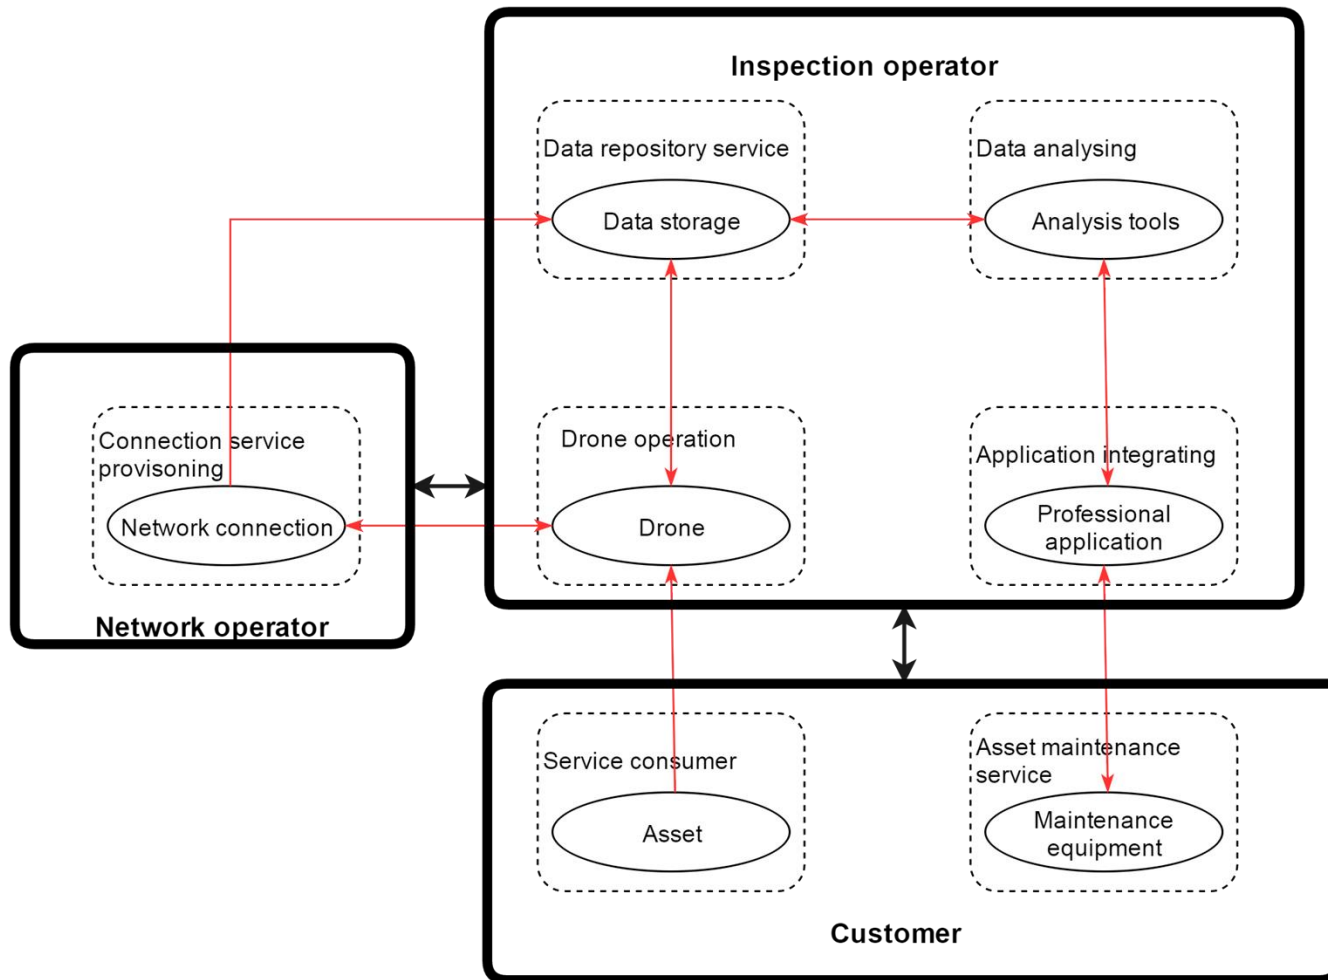 Inspection operator
Data repository service
Data storage
Data analysing
Analysis tools
Connection service
provisoning
Network connection
Network operator
Drone operation
Drone
Application integrating
Professional
application
Service consumer
Asset
Asset maintenance
service
Maintenance
equipment
Customer